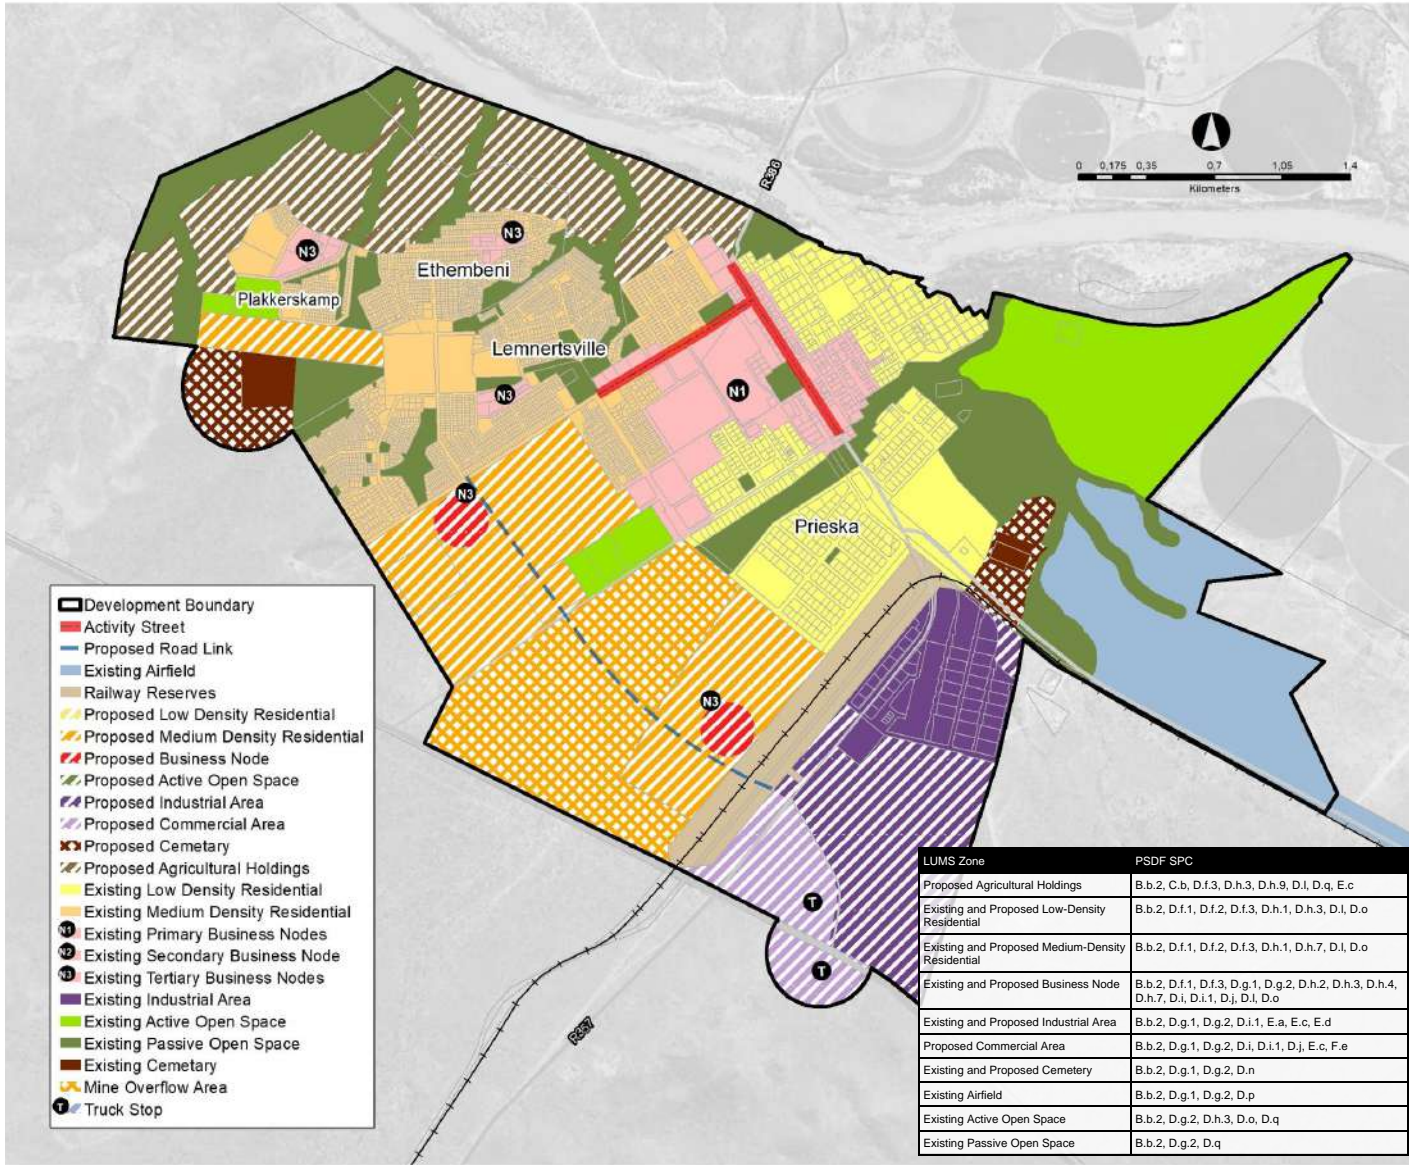 R386
0 0,175 0,35 0,7 1,05 1,4
Kilometers
N3
N3
Ethembeni
Plakkerskamp
Lemnertsville
N3
N1
N3
Prieska
N3
T
T
R357
Development Boundary
Activity Street
Proposed Road Link
Existing Airfield
Railway Reserves
Proposed Low Density Residential
Proposed Medium Density Residential
Proposed Business Node
Proposed Active Open Space
Proposed Industrial Area
Proposed Commercial Area
Proposed Cemetary
Proposed Agricultural Holdings
Existing Low Density Residential
Existing Medium Density Residential
N1 Existing Primary Business Nodes
N2 Existing Secondary Business Node
N3 Existing Tertiary Business Nodes
Existing Industrial Area
Existing Active Open Space
Existing Passive Open Space
Existing Cemetary
Mine Overflow Area
T Truck Stop
LUMS Zone PSDF SPC
Proposed Agricultural Holdings B.b.2, C.b, D.f.3, D.h.3, D.h.9, D.l, D.q, E.c
Existing and Proposed Low-Density B.b.2, D.f.1, D.f.2, D.f.3, D.h.1, D.h.3, D.l, D.o
Residential
Existing and Proposed Medium-Density B.b.2, D.f.1, D.f.2, D.f.3, D.h.1, D.h.7, D.l, D.o
Residential
Existing and Proposed Business Node B.b.2, D.f.1, D.f.3, D.g.1, D.g.2, D.h.2, D.h.3, D.h.4,
D.h.7, D.i, D.i.1, D.j, D.l, D.o
Existing and Proposed Industrial Area B.b.2, D.g.1, D.g.2, D.i.1, E.a, E.c, E.d
Proposed Commercial Area B.b.2, D.g.1, D.g.2, D.i, D.i.1, D.j, E.c, F.e
Existing and Proposed Cemetery B.b.2, D.g.1, D.g.2, D.n
Existing Airfield B.b.2, D.g.1, D.g.2, D.p
Existing Active Open Space B.b.2, D.g.2, D.h.3, D.o, D.q
Existing Passive Open Space B.b.2, D.g.2, D.q